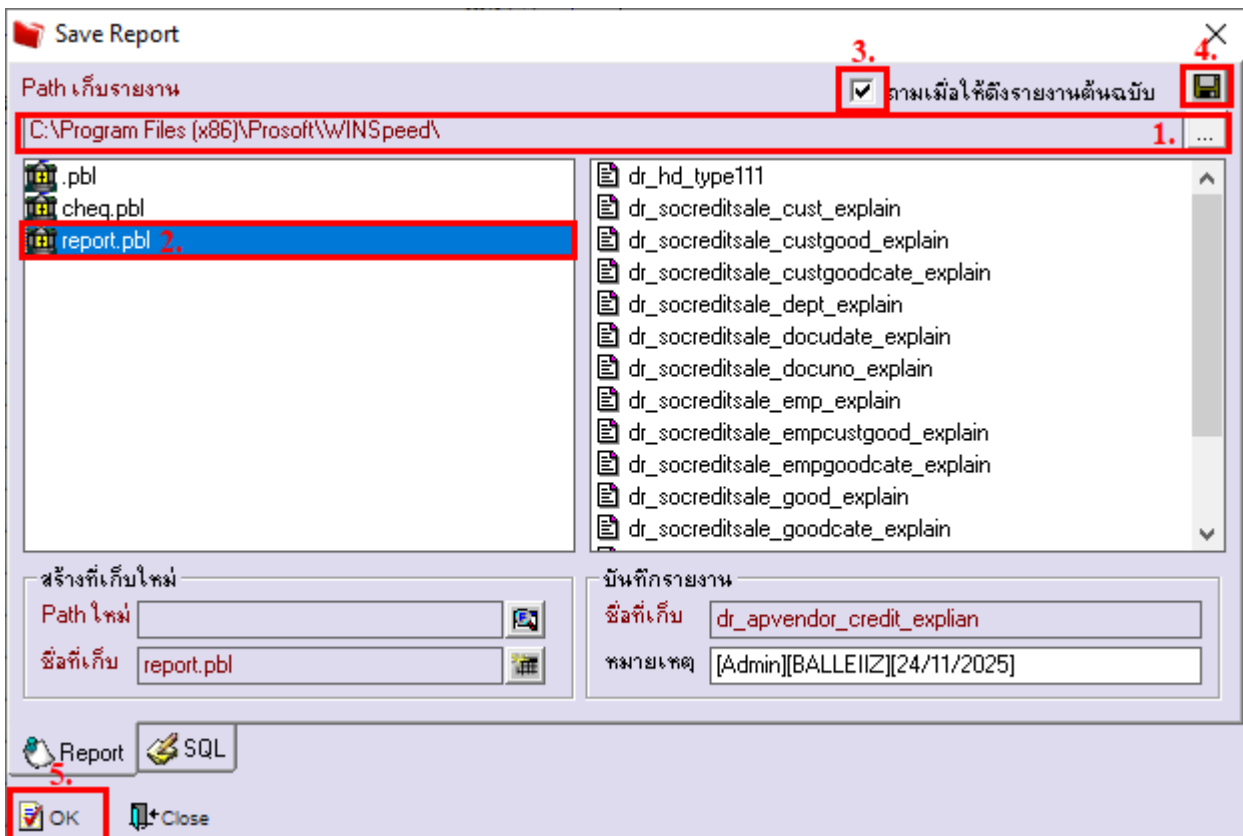 Save Report
3.
4.
Path เก็บรายงาน
ถามเมื่อให้ดึงรายงานต้นฉบับ
C:\Program Files (x86)\Prosoft\WINSpeed\
1.
...
.pbl
cheq.pbl
report.pbl 2.
dr_hd_type111
dr_socreditsale_cust_explain
dr_socreditsale_custgood_explain
dr_socreditsale_custgoodcate_explain
dr_socreditsale_dept_explain
dr_socreditsale_docudate_explain
dr_socreditsale_docuno_explain
dr_socreditsale_emp_explain
dr_socreditsale_empcustgood_explain
dr_socreditsale_empgoodcate_explain
dr_socreditsale_good_explain
dr_socreditsale_goodcate_explain
สร้างที่เก็บใหม่
Path ใหม่
ชื่อที่เก็บ report.pbl
บันทึกรายงาน
ชื่อที่เก็บ dr_apvendor_credit_explian
หมายเหตุ [Admin][BALLEIIZ][24/11/2025]
Report
SQL
5.
OK
Close